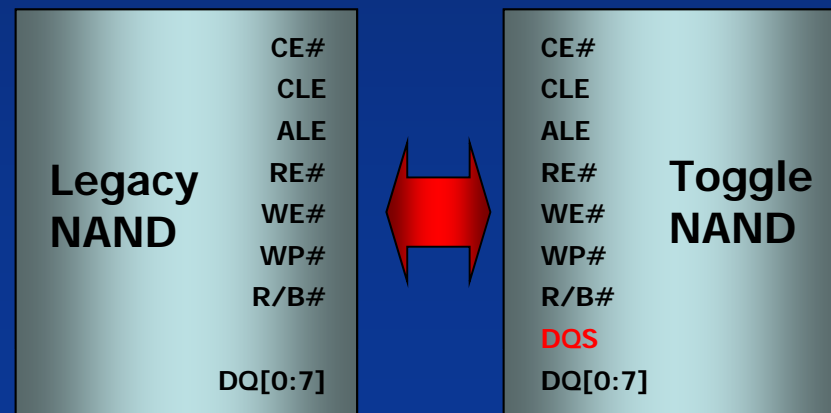 Legacy
NAND
CE#
CLE
ALE
RE#
WE#
WP#
R/B#
DQ[0:7]
CE#
CLE
ALE
RE#
WE#
WP#
R/B#
DQS
DQ[0:7]
Toggle
NAND